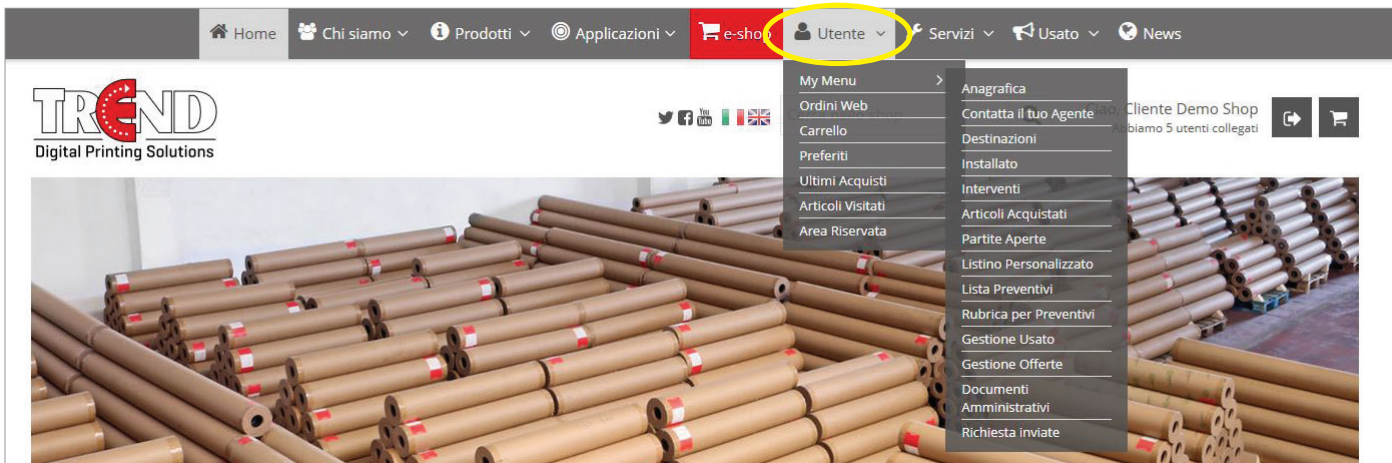 Home Chi siamo Prodotti Applicazioni e-shop Utente Servizi Usato News
TREND
Digital Printing Solutions
You
Tube
Ciao, Cliente Demo Shop
Abbiamo 5 utenti collegati
My Menu
Ordini Web
Carrello
Preferiti
Ultimi Acquisti
Articoli Visitati
Area Riservata
Anagrafica
Contatta il tuo Agente
Destinazioni
Installato
Interventi
Articoli Acquistati
Partite Aperte
Listino Personalizzato
Lista Preventivi
Rubrica per Preventivi
Gestione Usato
Gestione Offerte
Documenti
Amministrativi
Richiesta inviate